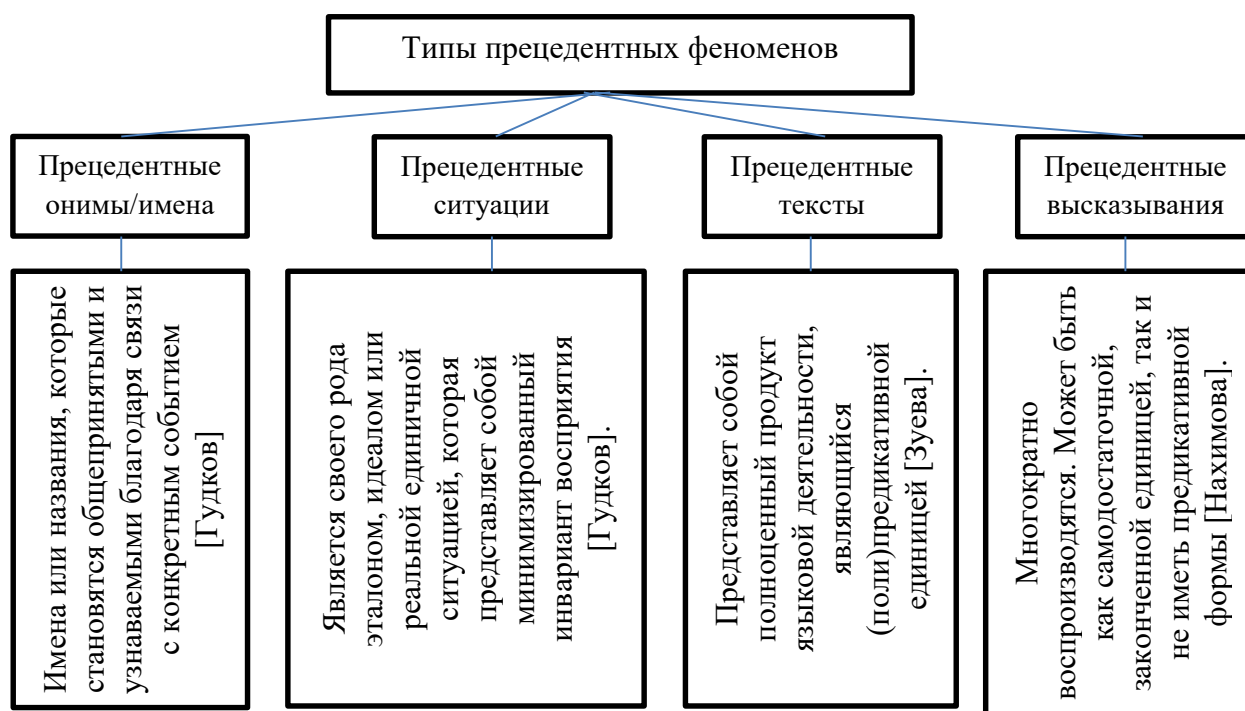 Типы прецедентных феноменов
Прецедентные
онимы/имена
Прецедентные
ситуации
Прецедентные
тексты
Прецедентные
высказывания
Имена или названия, которые
становятся общепринятыми и
узнаваемыми благодаря связи
с конкретным событием
[Гудков]
Является своего рода
эталоном, идеалом или
реальной единичной
ситуацией, которая
представляет собой
минимизированный
инвариант восприятия
[Гудков].
Представляет собой
полноценный продукт
языковой деятельности,
являющийся
(поли)предикативной
единицей [Зуева].
Многократно
воспроизводятся. Может быть
как самодостаточной,
законченной единицей, так и
не иметь предикативной
формы [Нахимова].